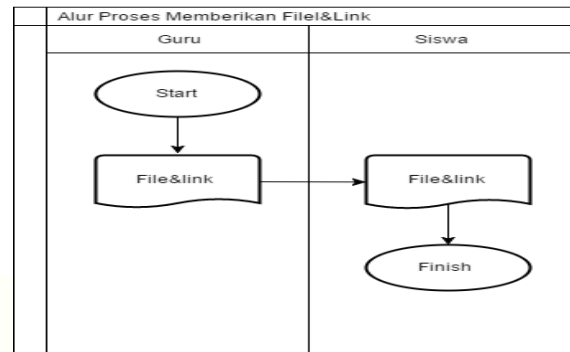 Alur Proses Memberikan Filel&Link
Guru
Siswa
Start
File&link
File&link
Finish